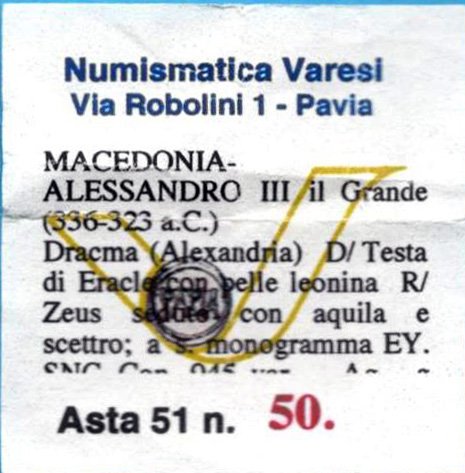 Numismatica Varesi
Via Robolini 1 - Pavia
MACEDONIA-
ALESSANDRO III il Grande
(336-323 a.C.)
Dracma (Alexandria) D/ Testa
di Eracle con pelle leonina R/
Zeus seduto con aquila e
scettro; a s. monogramma EY.
Asta 51 n. 50.